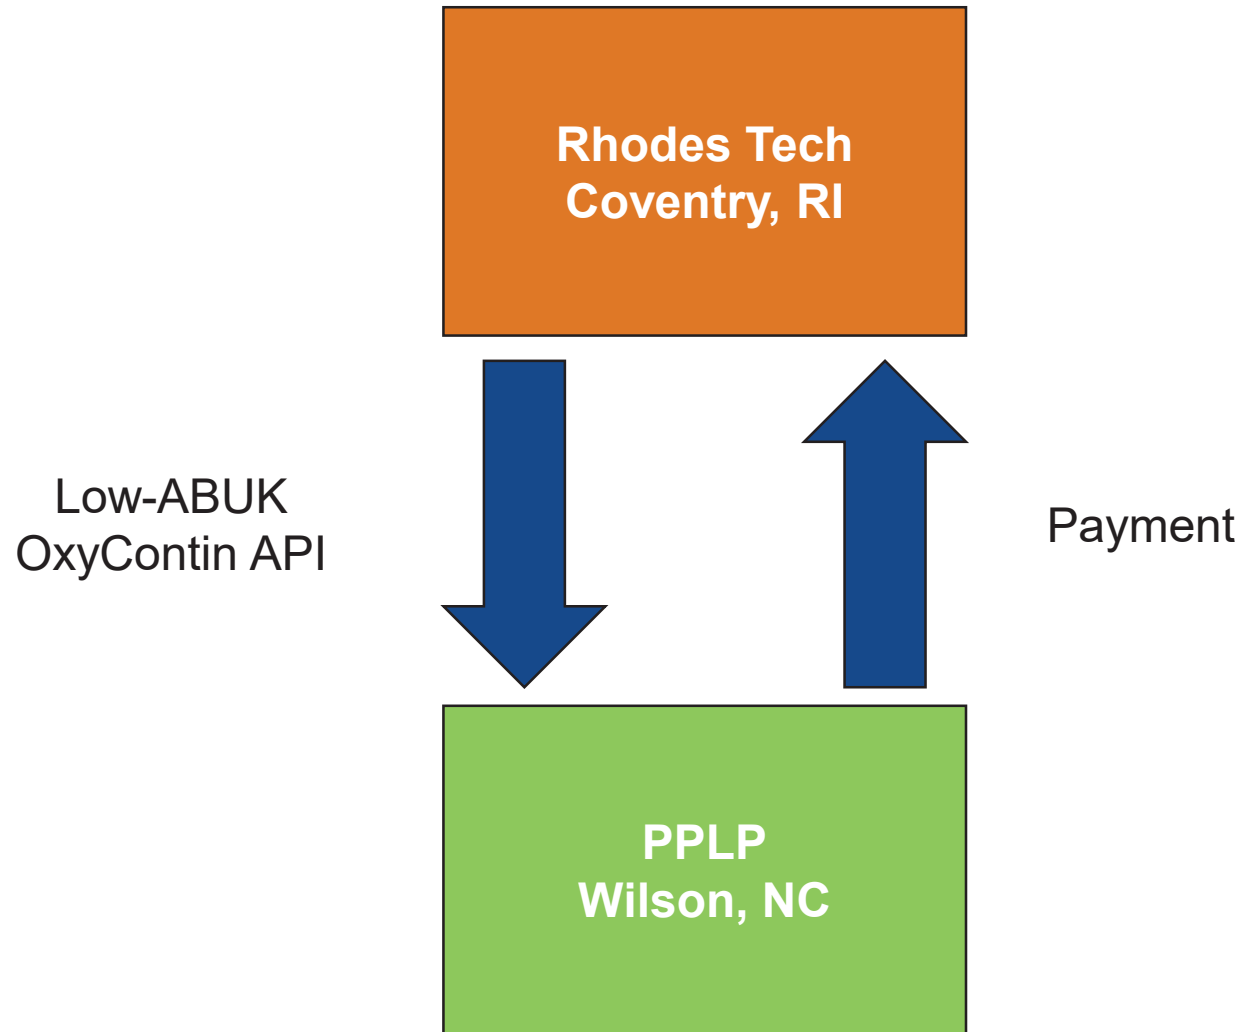 Rhodes Tech
Coventry, RI
Low-ABUK
OxyContin API
Payment
PPLP
Wilson, NC